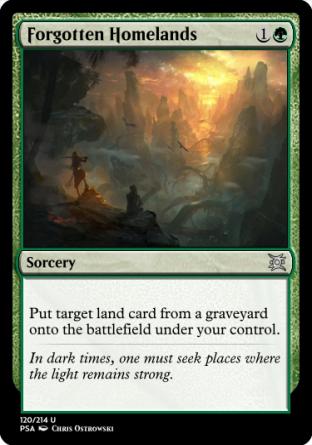 Forgotten Homelands 1
Sorcery
Put target land card from a graveyard
onto the battlefield under your control.
In dark times, one must seek places where
the light remains strong.
120/214 U
PSA CHRIS OSTROWSKI